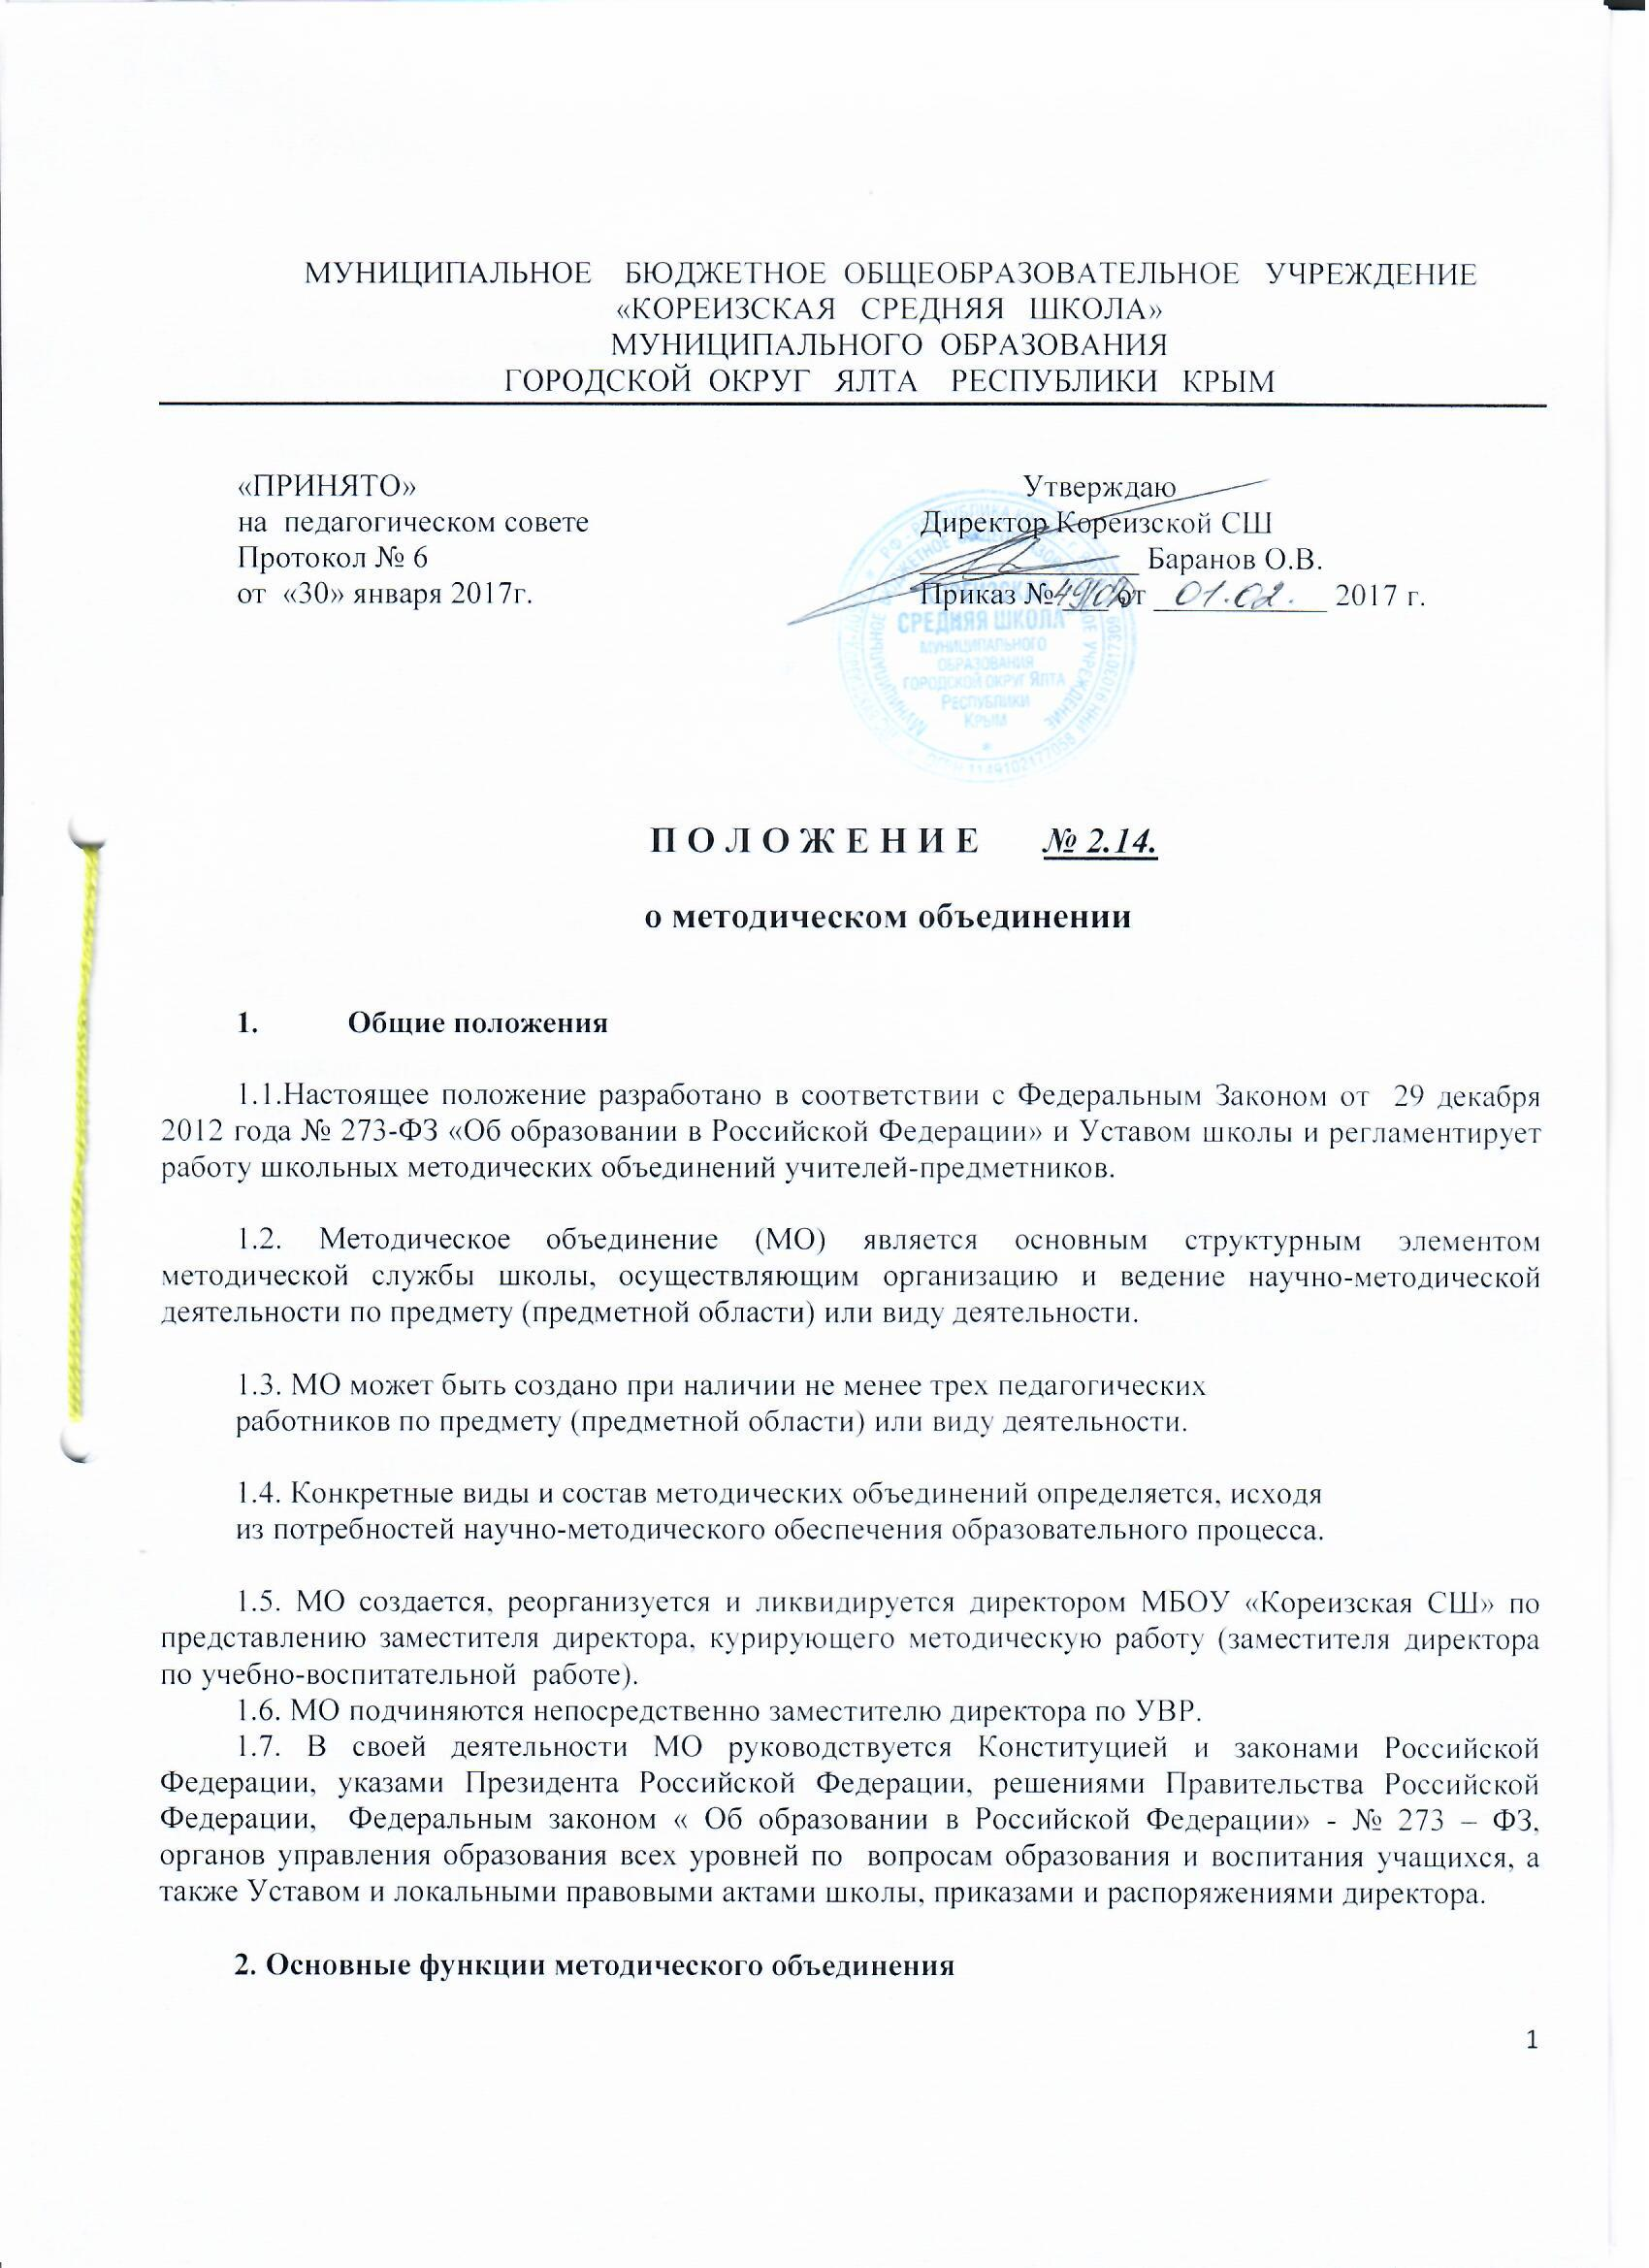 МУНИЦИПАЛЬНОЕ БЮДЖЕТНОЕ ОБЩЕОБРАЗОВАТЕЛЬНОЕ УЧРЕЖДЕНИЕ
«КОРЕИЗСКАЯ СРЕДНЯЯ ШКОЛА»
МУНИЦИПАЛЬНОГО ОБРАЗОВАНИЯ
ГОРОДСКОЙ ОКРУГ ЯЛТА РЕСПУБЛИКИ КРЫМ
«ПРИНЯТО»
на педагогическом совете
Протокол № 6
от «30» января 2017г.
Утверждаю
Директор Кореизской СШ
Баранов О.В.
Приказ № от 01.02. 2017 г.
СРЕДНЯЯ ШКОЛА
МУНИЦИПАЛЬНОГО
ОБРАЗОВАНИЯ
ГОРОДСКОЙ ОКРУГ ЯЛТА
РЕСПУБЛИКИ
КРЫМ
П О Л О Ж Е Н И Е № 2.14.
о методическом объединении
1. Общие положения
1.1.Настоящее положение разработано в соответствии с Федеральным Законом от 29 декабря
2012 года № 273-ФЗ «Об образовании в Российской Федерации» и Уставом школы и регламентирует
работу школьных методических объединений учителей-предметников.
1.2. Методическое объединение (МО) является основным структурным элементом
методической службы школы, осуществляющим организацию и ведение научно-методической
деятельности по предмету (предметной области) или виду деятельности.
1.3. МО может быть создано при наличии не менее трех педагогических
работников по предмету (предметной области) или виду деятельности.
1.4. Конкретные виды и состав методических объединений определяется, исходя
из потребностей научно-методического обеспечения образовательного процесса.
1.5. МО создается, реорганизуется и ликвидируется директором МБОУ «Кореизская СШ» по
представлению заместителя директора, курирующего методическую работу (заместителя директора
по учебно-воспитательной работе).
1.6. МО подчиняются непосредственно заместителю директора по УВР.
1.7. В своей деятельности МО руководствуется Конституцией и законами Российской
Федерации, указами Президента Российской Федерации, решениями Правительства Российской
Федерации, Федеральным законом « Об образовании в Российской Федерации» - № 273 – ФЗ,
органов управления образования всех уровней по вопросам образования и воспитания учащихся, а
также Уставом и локальными правовыми актами школы, приказами и распоряжениями директора.
2. Основные функции методического объединения
1